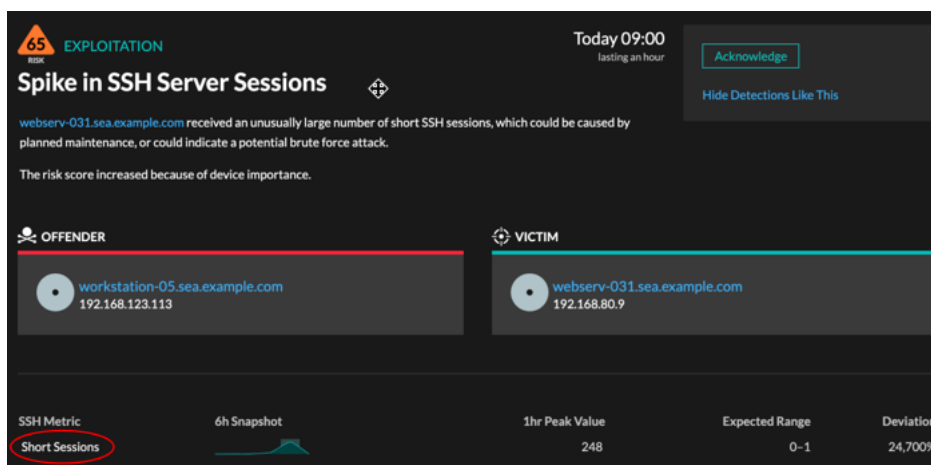 65
RISK
EXPLOITATION
Today 09:00
lasting an hour
Acknowledge
Hide Detections Like This
Spike in SSH Server Sessions
webserv-031.sea.example.com received an unusually large number of short SSH sessions, which could be caused by
planned maintenance, or could indicate a potential brute force attack.
The risk score increased because of device importance.
OFFENDER
workstation-05.sea.example.com
192.168.123.113
VICTIM
webserv-031.sea.example.com
192.168.80.9
SSH Metric 6h Snapshot 1hr Peak Value Expected Range Deviation
Short Sessions 248 0–1 24,700%